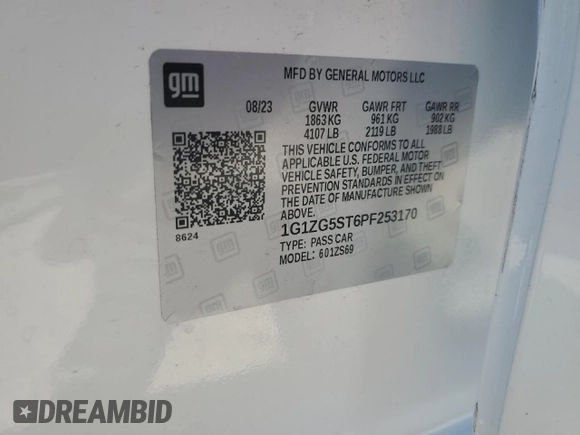 gm
MFD BY GENERAL MOTORS LLC
08/23 GVWR GAWR FRT GAWR RR
1863 KG 961 KG 902 KG
4107 LB 2119 LB 1988 LB
THIS VEHICLE CONFORMS TO ALL
APPLICABLE U.S. FEDERAL MOTOR
VEHICLE SAFETY, BUMPER, AND THEFT
PREVENTION STANDARDS IN EFFECT ON
THE DATE OF MANUFACTURE SHOWN
ABOVE.
8624
1G1ZG5ST6PF253170
TYPE: PASS CAR
MODEL: 601ZS69
DREAMBID